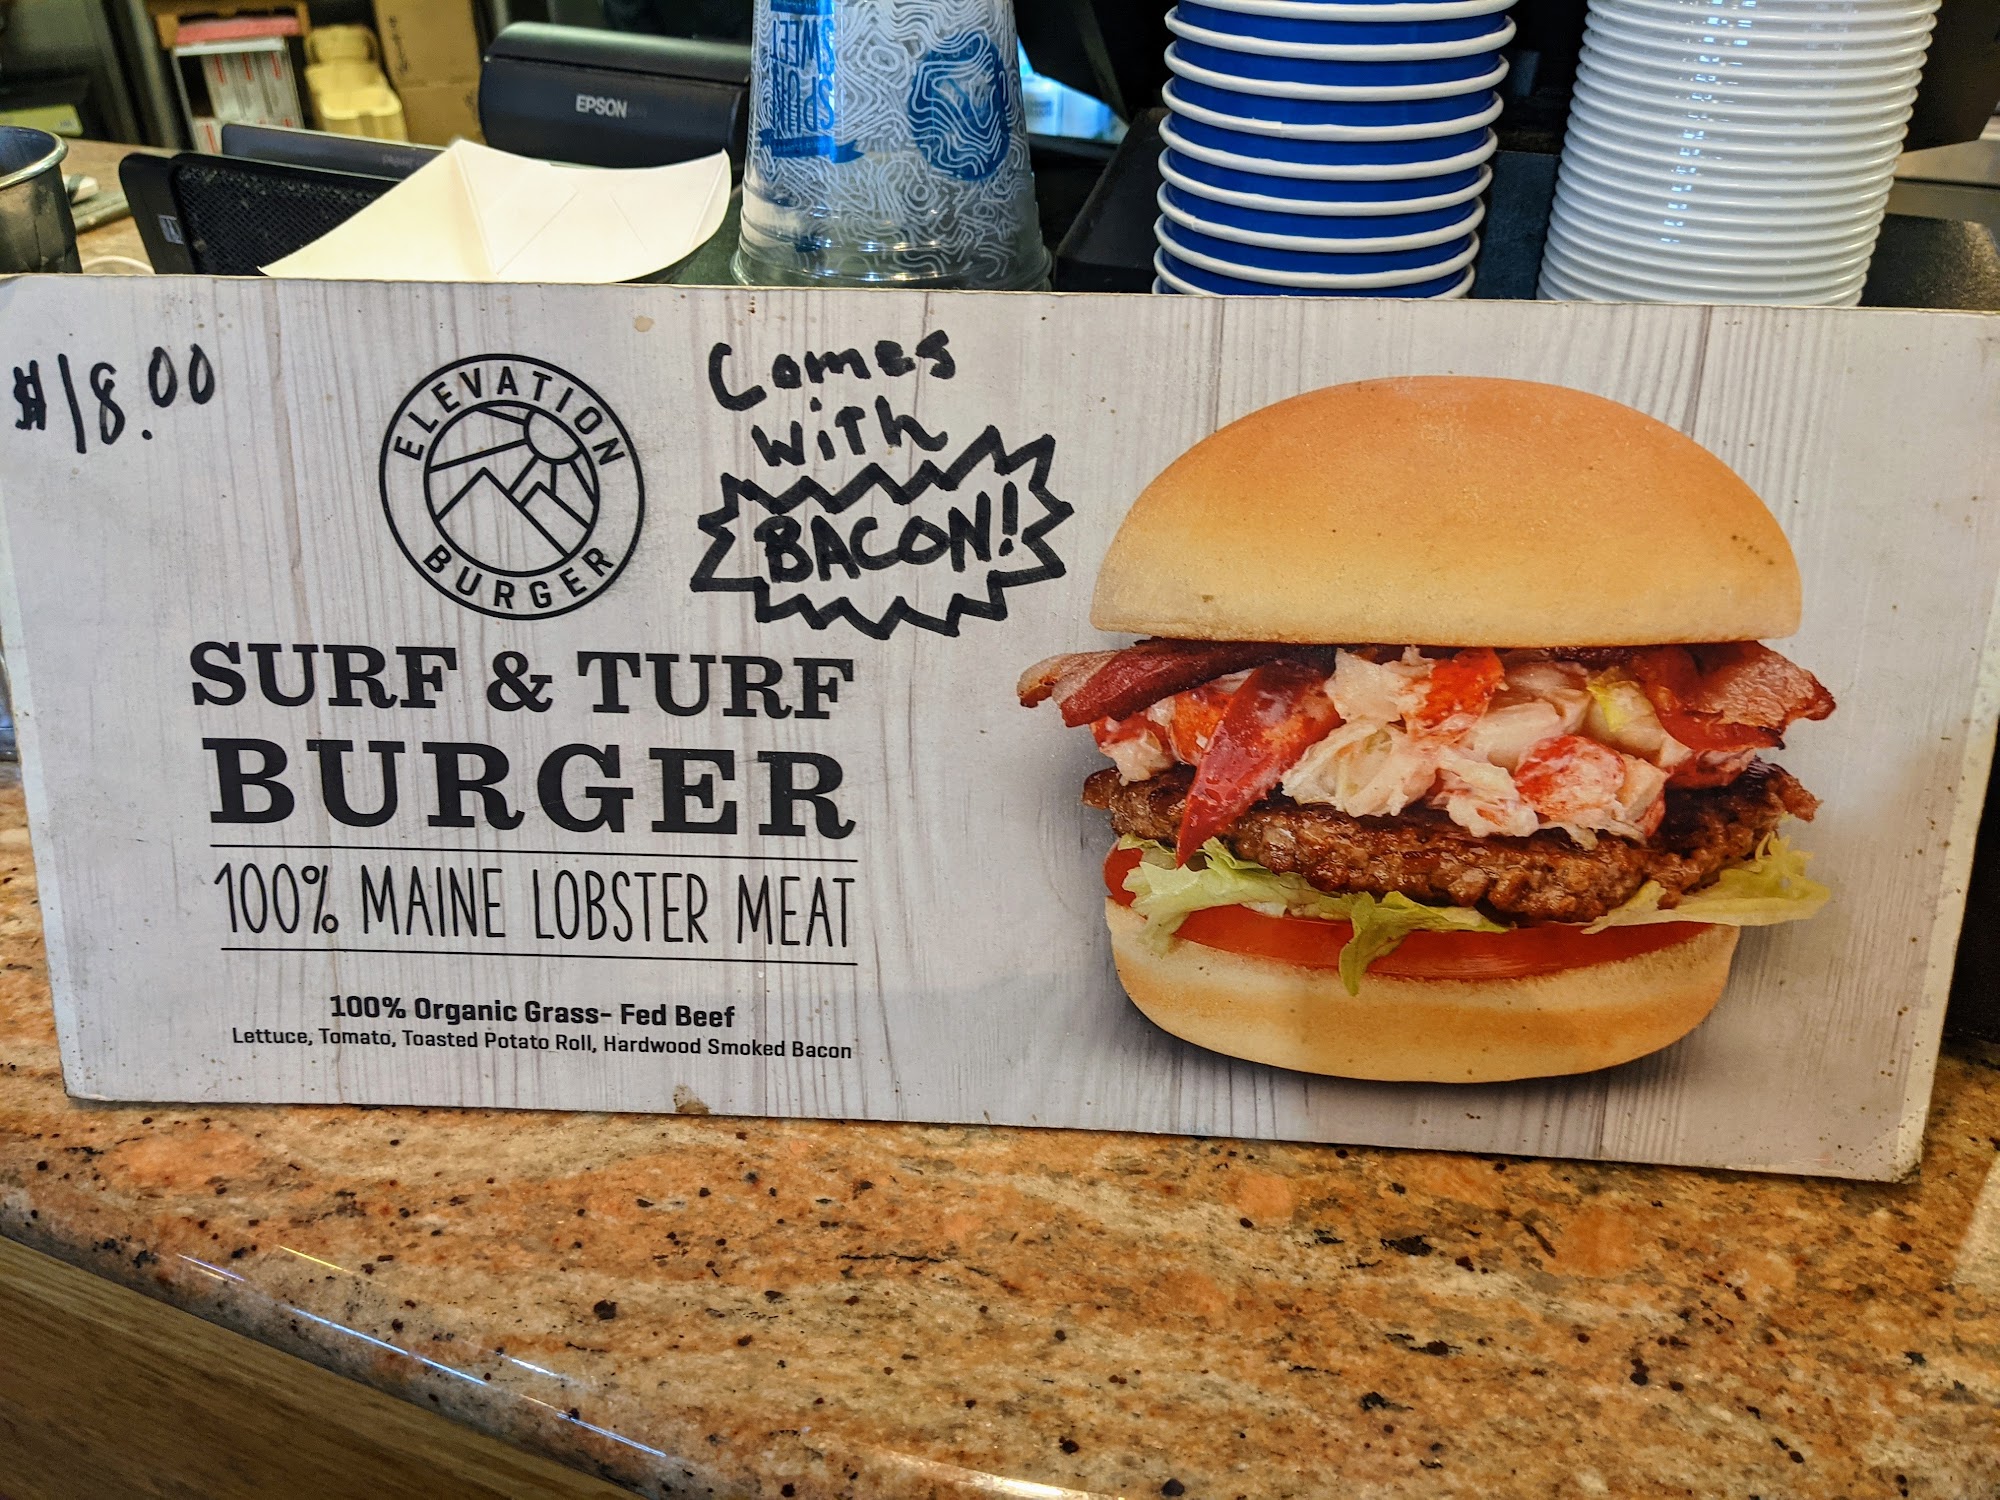 EPSON
$18.00
ELEVATION
BURGER
Comes
with
BACON!
SURF & TURF
BURGER
100% MAINE LOBSTER MEAT
100% Organic Grass- Fed Beef
Lettuce, Tomato, Toasted Potato Roll, Hardwood Smoked Bacon